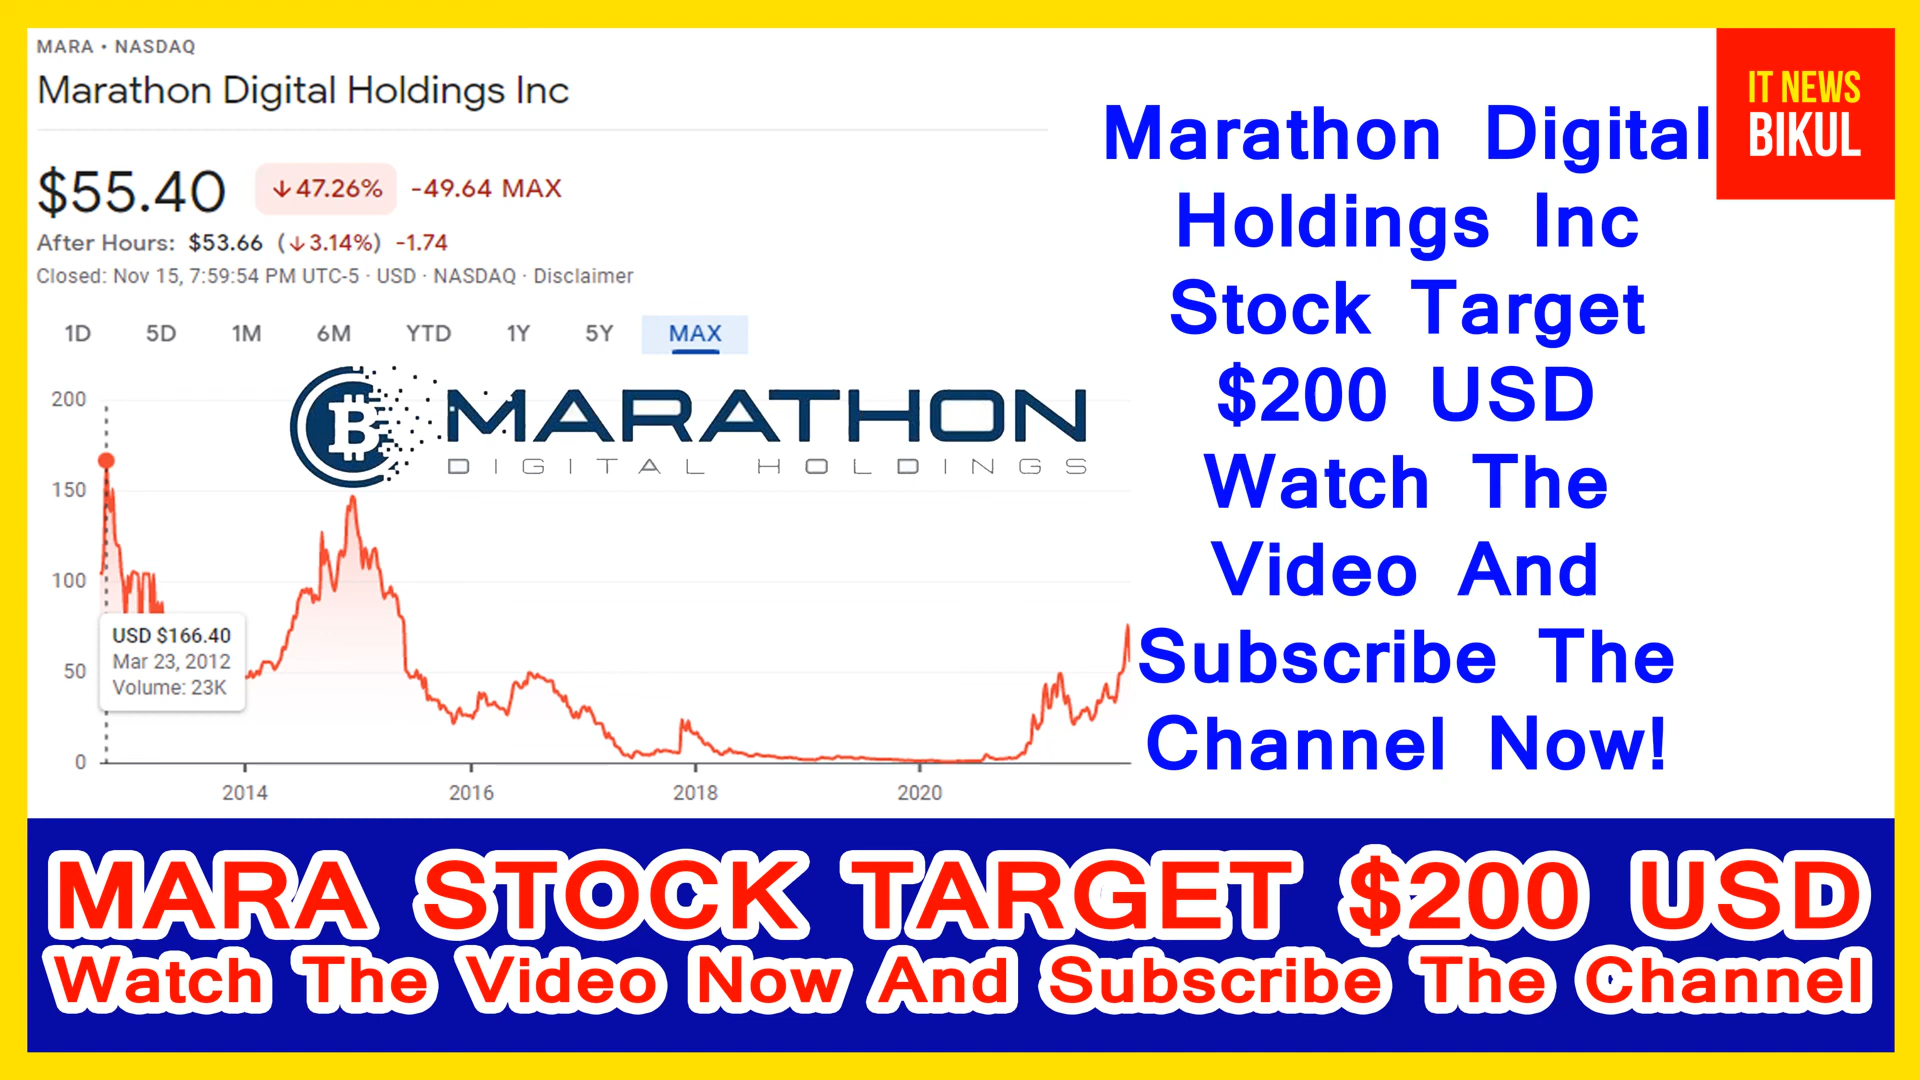 MARA • NASDAQ
Marathon Digital Holdings Inc
$55.40 ↓47.26% -49.64 MAX
After Hours: $53.66 (↓3.14%) -1.74
Closed: Nov 15, 7:59:54 PM UTC-5 · USD · NASDAQ · Disclaimer
1D 5D 1M 6M YTD 1Y 5Y MAX
MARATHON
DIGITAL HOLDINGS
200
150
100
50
0
USD $166.40
Mar 23, 2012
Volume: 23K
2014 2016 2018 2020
Marathon Digital
Holdings Inc
Stock Target
$200 USD
Watch The
Video And
Subscribe The
Channel Now!
IT NEWS
BIKUL
MARA STOCK TARGET $200 USD
Watch The Video Now And Subscribe The Channel